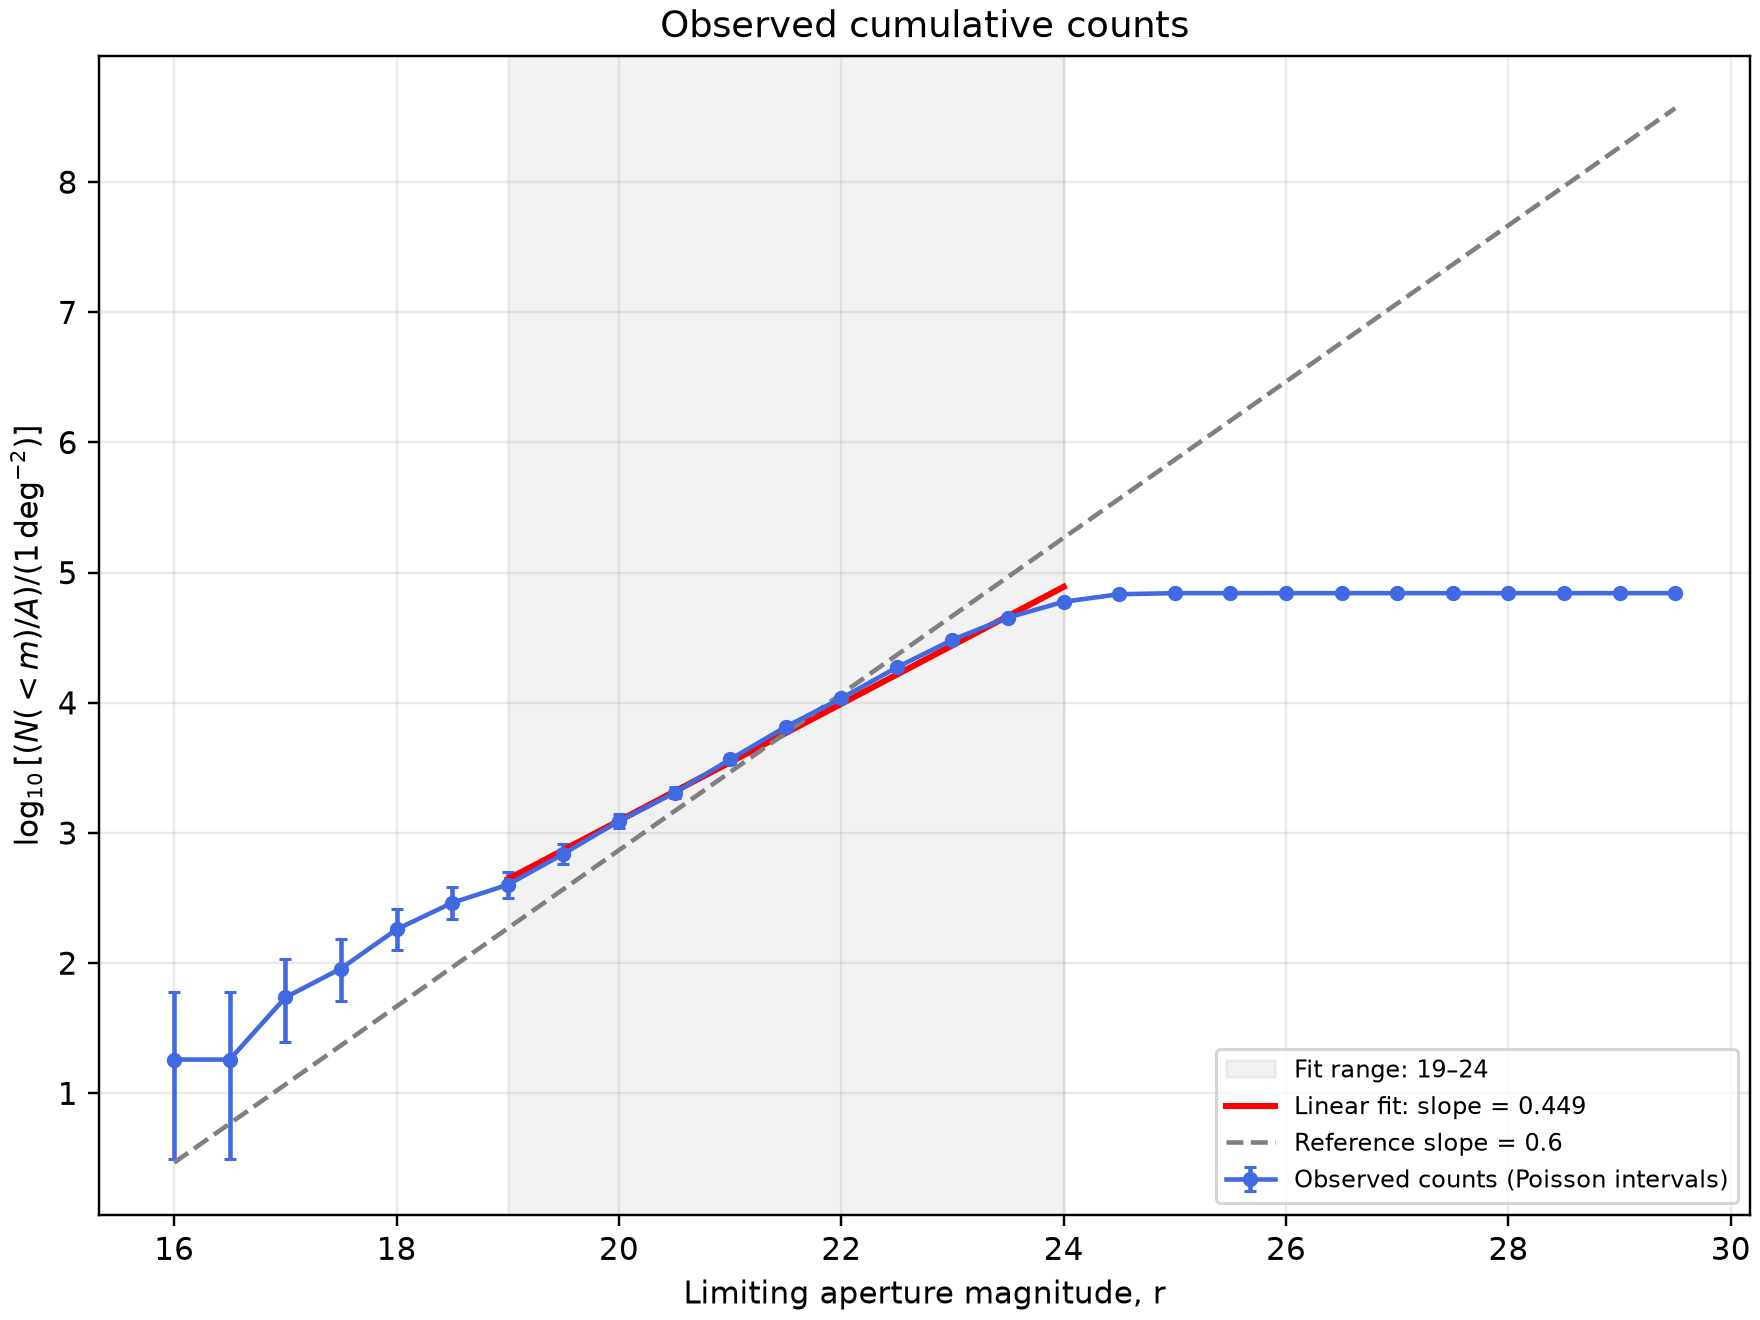 Observed cumulative counts
log₁₀ [(N( < m)/A)/(1 deg⁻²)]
8
7
6
5
4
3
2
1
Fit range: 19–24
Linear fit: slope = 0.449
Reference slope = 0.6
Observed counts (Poisson intervals)
16 18 20 22 24 26 28 30
Limiting aperture magnitude, r